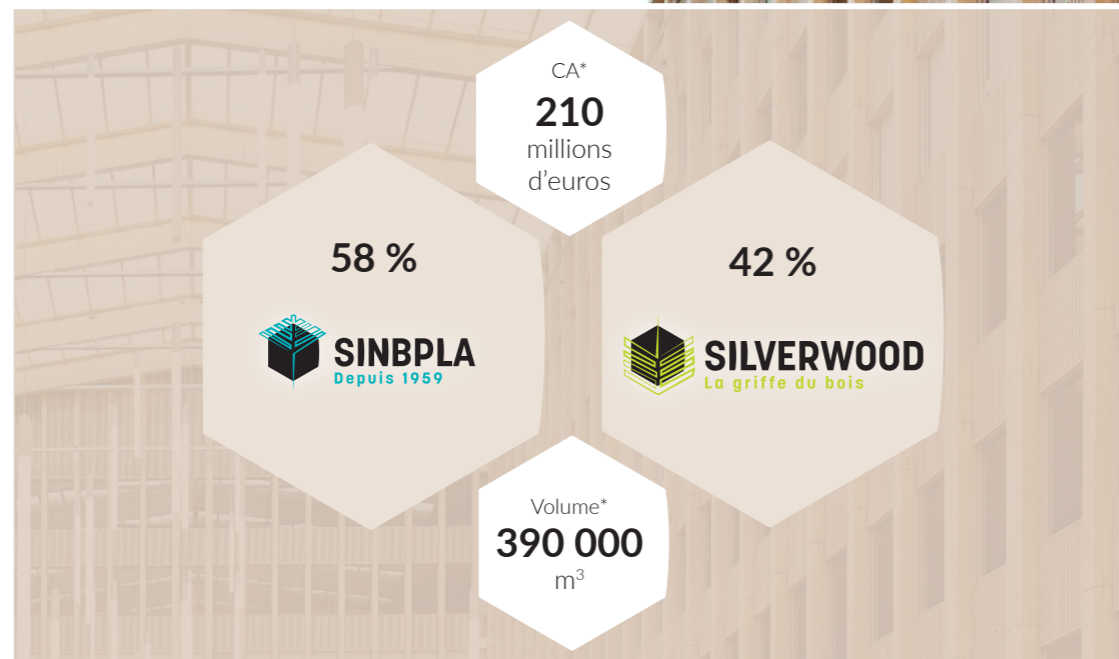 CA*
210
millions
d'euros
58 %
SINBPLA
Depuis 1959
42 %
SILVERWOOD
La griffe du bois
Volume*
390 000
m³